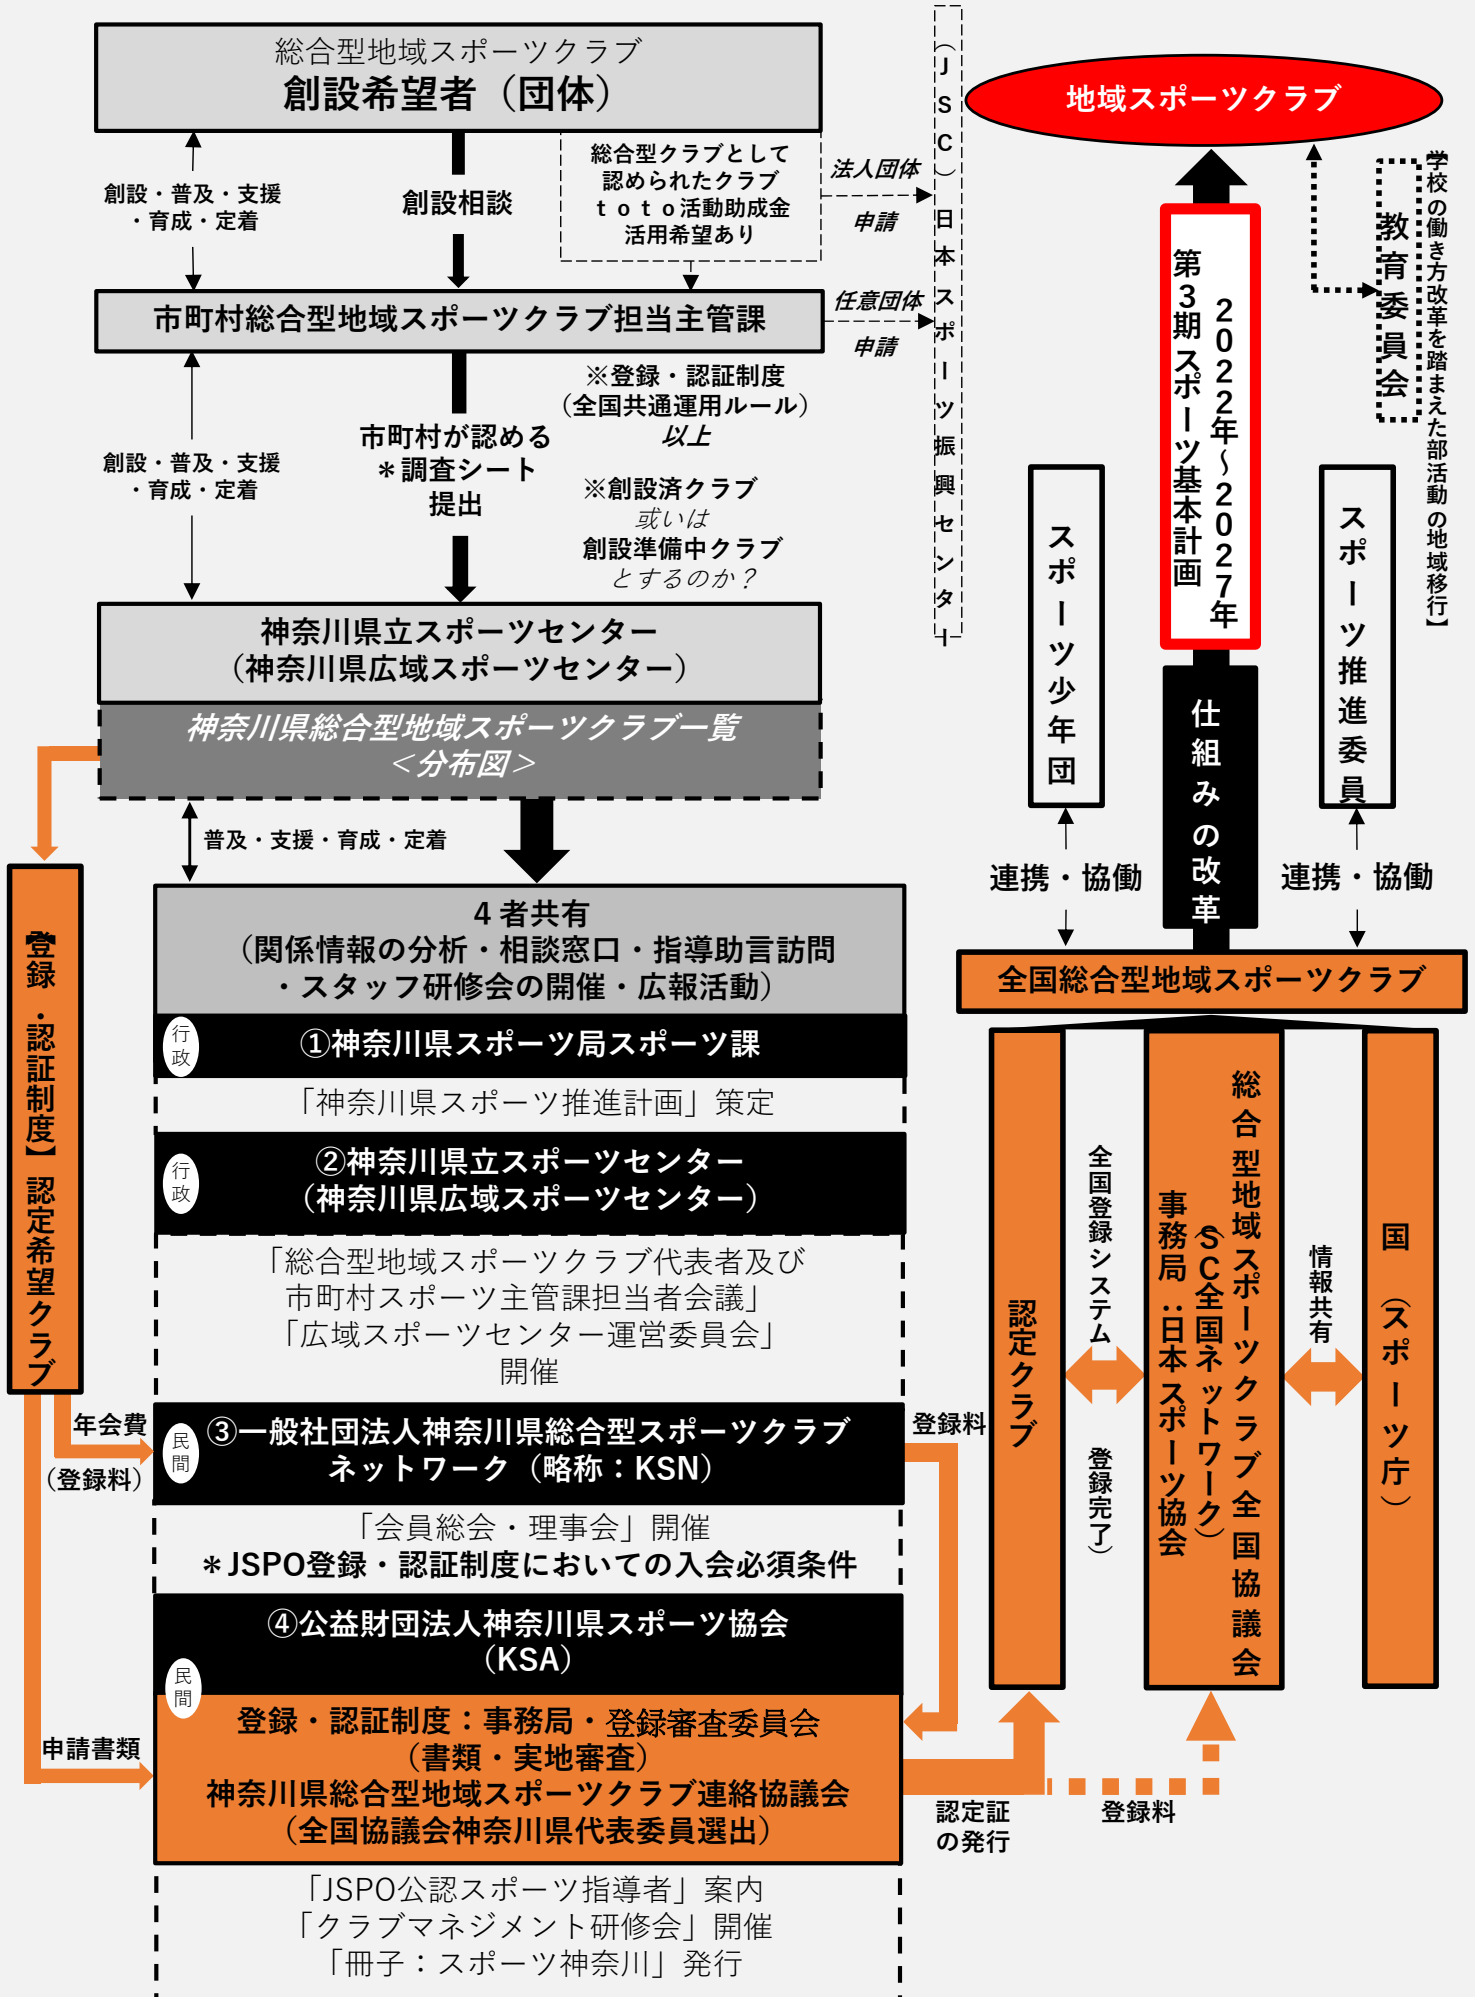 総合型地域スポーツクラブ
創設希望者（団体）
創設・普及・支援
・育成・定着
創設相談
総合型クラブとして
認められたクラブ
ｔｏｔｏ活動助成金
活用希望あり
法人団体
申請
市町村総合型地域スポーツクラブ担当主管課
任意団体
申請
（ＪＳＣ）日本スポーツ振興センター
創設・普及・支援
・育成・定着
市町村が認める
＊調査シート
提出
※登録・認証制度
（全国共通運用ルール）
以上
※創設済クラブ
或いは
創設準備中クラブ
とするのか？
神奈川県立スポーツセンター
（神奈川県広域スポーツセンター）
神奈川県総合型地域スポーツクラブ一覧
＜分布図＞
普及・支援・育成・定着
４者共有
（関係情報の分析・相談窓口・指導助言訪問
・スタッフ研修会の開催・広報活動）
行政
①神奈川県スポーツ局スポーツ課
「神奈川県スポーツ推進計画」策定
行政
②神奈川県立スポーツセンター
（神奈川県広域スポーツセンター）
「総合型地域スポーツクラブ代表者及び
市町村スポーツ主管課担当者会議」
「広域スポーツセンター運営委員会」
開催
民間
③一般社団法人神奈川県総合型スポーツクラブ
ネットワーク（略称：KSN）
「会員総会・理事会」開催
＊JSPO登録・認証制度においての入会必須条件
民間
④公益財団法人神奈川県スポーツ協会
（KSA）
登録・認証制度：事務局・登録審査委員会
（書類・実地審査）
神奈川県総合型地域スポーツクラブ連絡協議会
（全国協議会神奈川県代表委員選出）
「JSPO公認スポーツ指導者」案内
「クラブマネジメント研修会」開催
「冊子：スポーツ神奈川」発行
【登録・認証制度】認定希望クラブ
年会費
（登録料）
申請書類
登録料
認定証
の発行
登録料
地域スポーツクラブ
教育委員会
【学校の働き方改革を踏まえた部活動の地域移行】
２０２２年～２０２７年
第３期スポーツ基本計画
仕組みの改革
スポーツ少年団
スポーツ推進委員
連携・協働
連携・協働
全国総合型地域スポーツクラブ
認定クラブ
全国登録システム
登録完了）
総合型地域スポーツクラブ全国協議会
（ＳＣ全国ネットワーク）
事務局：日本スポーツ協会
情報共有
国（スポーツ庁）